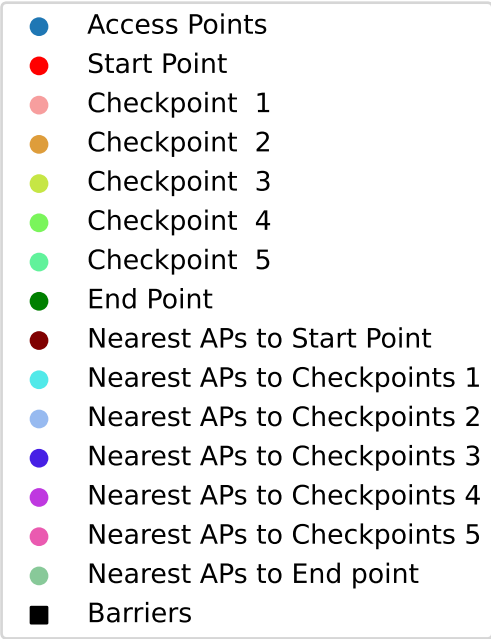 Access Points
Start Point
Checkpoint  1
Checkpoint  2
Checkpoint  3
Checkpoint  4
Checkpoint  5
End Point
Nearest APs to Start Point
Nearest APs to Checkpoints 1
Nearest APs to Checkpoints 2
Nearest APs to Checkpoints 3
Nearest APs to Checkpoints 4
Nearest APs to Checkpoints 5
Nearest APs to End point
Barriers